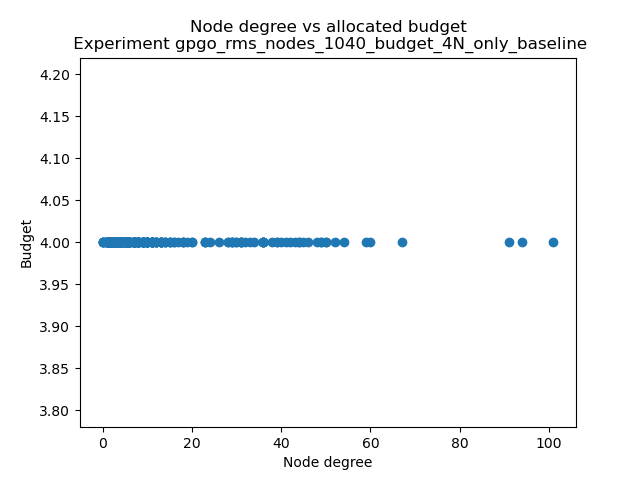 Node degree vs allocated budget
Experiment gpgo_rms_nodes_1040_budget_4N_only_baseline
4.20
4.15
4.10
4.05
4.00
3.95
3.90
3.85
3.80
Budget
0 20 40 60 80 100
Node degree